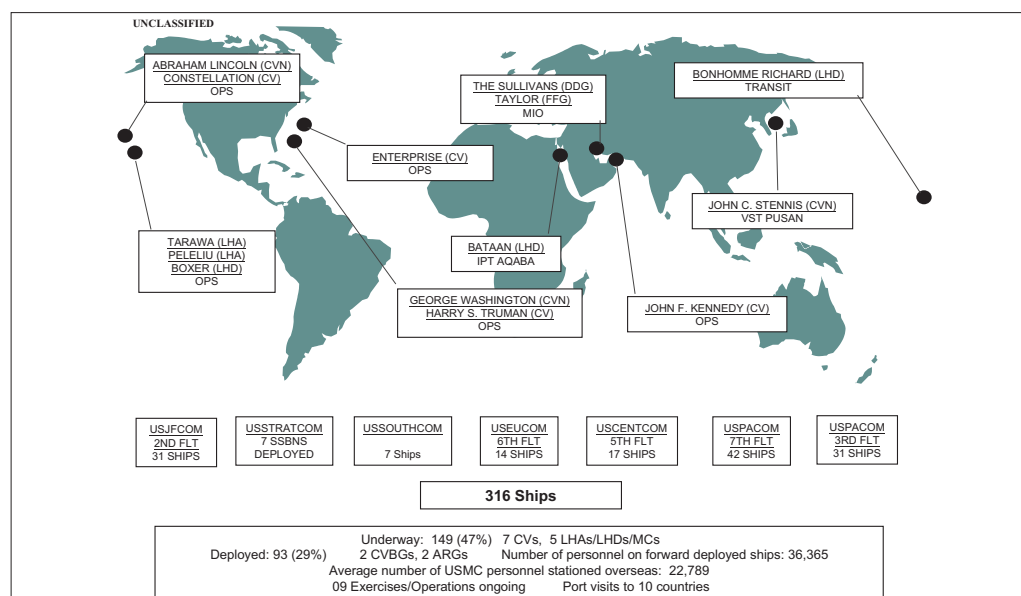 UNCLASSIFIED
ABRAHAM LINCOLN (CVN)
CONSTELLATION (CV)
OPS
THE SULLIVANS (DDG)
TAYLOR (FFG)
MIO
BONHOMME RICHARD (LHD)
TRANSIT
ENTERPRISE (CV)
OPS
JOHN C. STENNIS (CVN)
VST PUSAN
TARAWA (LHA)
PELELIU (LHA)
BOXER (LHD)
OPS
BATAAN (LHD)
IPT AQABA
GEORGE WASHINGTON (CVN)
HARRY S. TRUMAN (CV)
OPS
JOHN F. KENNEDY (CV)
OPS
USJFCOM
2ND FLT
31 SHIPS
USSTRATCOM
7 SSBNS
DEPLOYED
USSOUTHCOM
7 Ships
USEUCOM
6TH FLT
14 SHIPS
USCENTCOM
5TH FLT
17 SHIPS
USPACOM
7TH FLT
42 SHIPS
USPACOM
3RD FLT
31 SHIPS
316 Ships
Underway: 149 (47%) 7 CVs, 5 LHAs/LHDs/MCs
Deployed: 93 (29%) 2 CVBGs, 2 ARGs Number of personnel on forward deployed ships: 36,365
Average number of USMC personnel stationed overseas: 22,789
09 Exercises/Operations ongoing Port visits to 10 countries